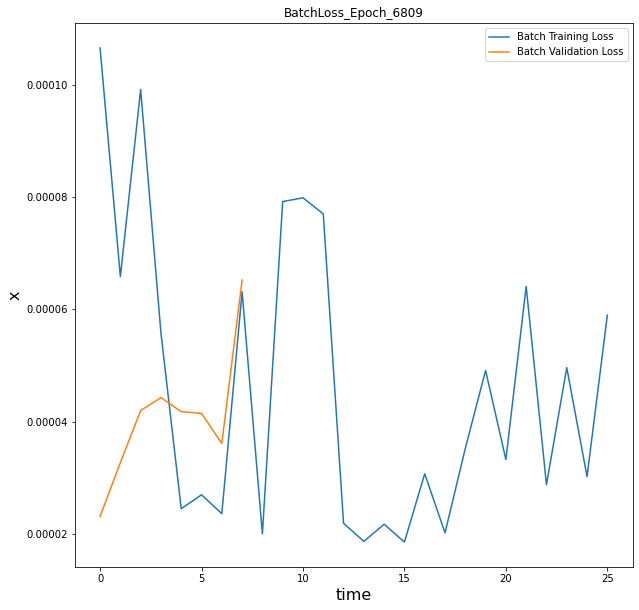 BatchLoss_Epoch_6809
Batch Training Loss
Batch Validation Loss
0.00010
0.00008
0.00006
0.00004
0.00002
x
0 5 10 15 20 25
time